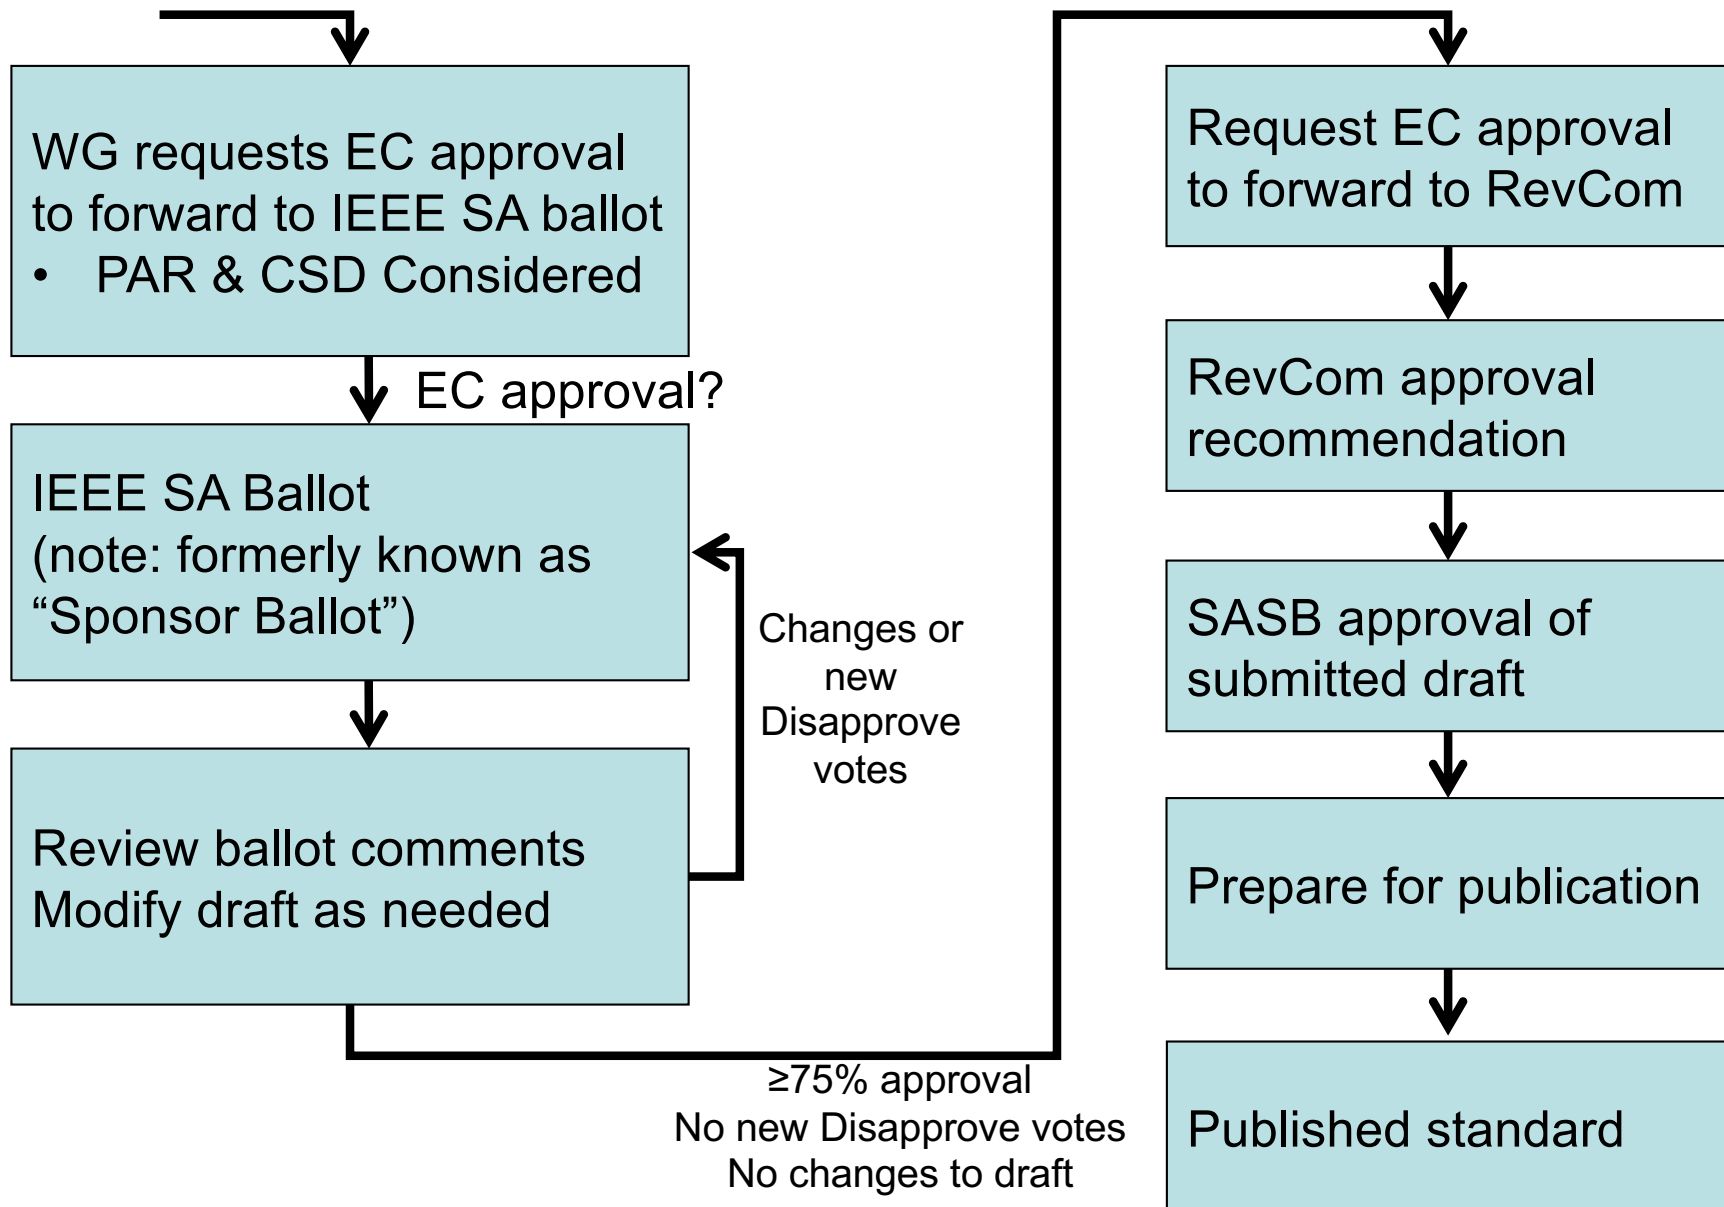 WG requests EC approval
to forward to IEEE SA ballot
• PAR & CSD Considered
EC approval?
IEEE SA Ballot
(note: formerly known as
“Sponsor Ballot”)
Changes or
new
Disapprove
votes
Review ballot comments
Modify draft as needed
≥75% approval
No new Disapprove votes
No changes to draft
Request EC approval
to forward to RevCom
RevCom approval
recommendation
SASB approval of
submitted draft
Prepare for publication
Published standard